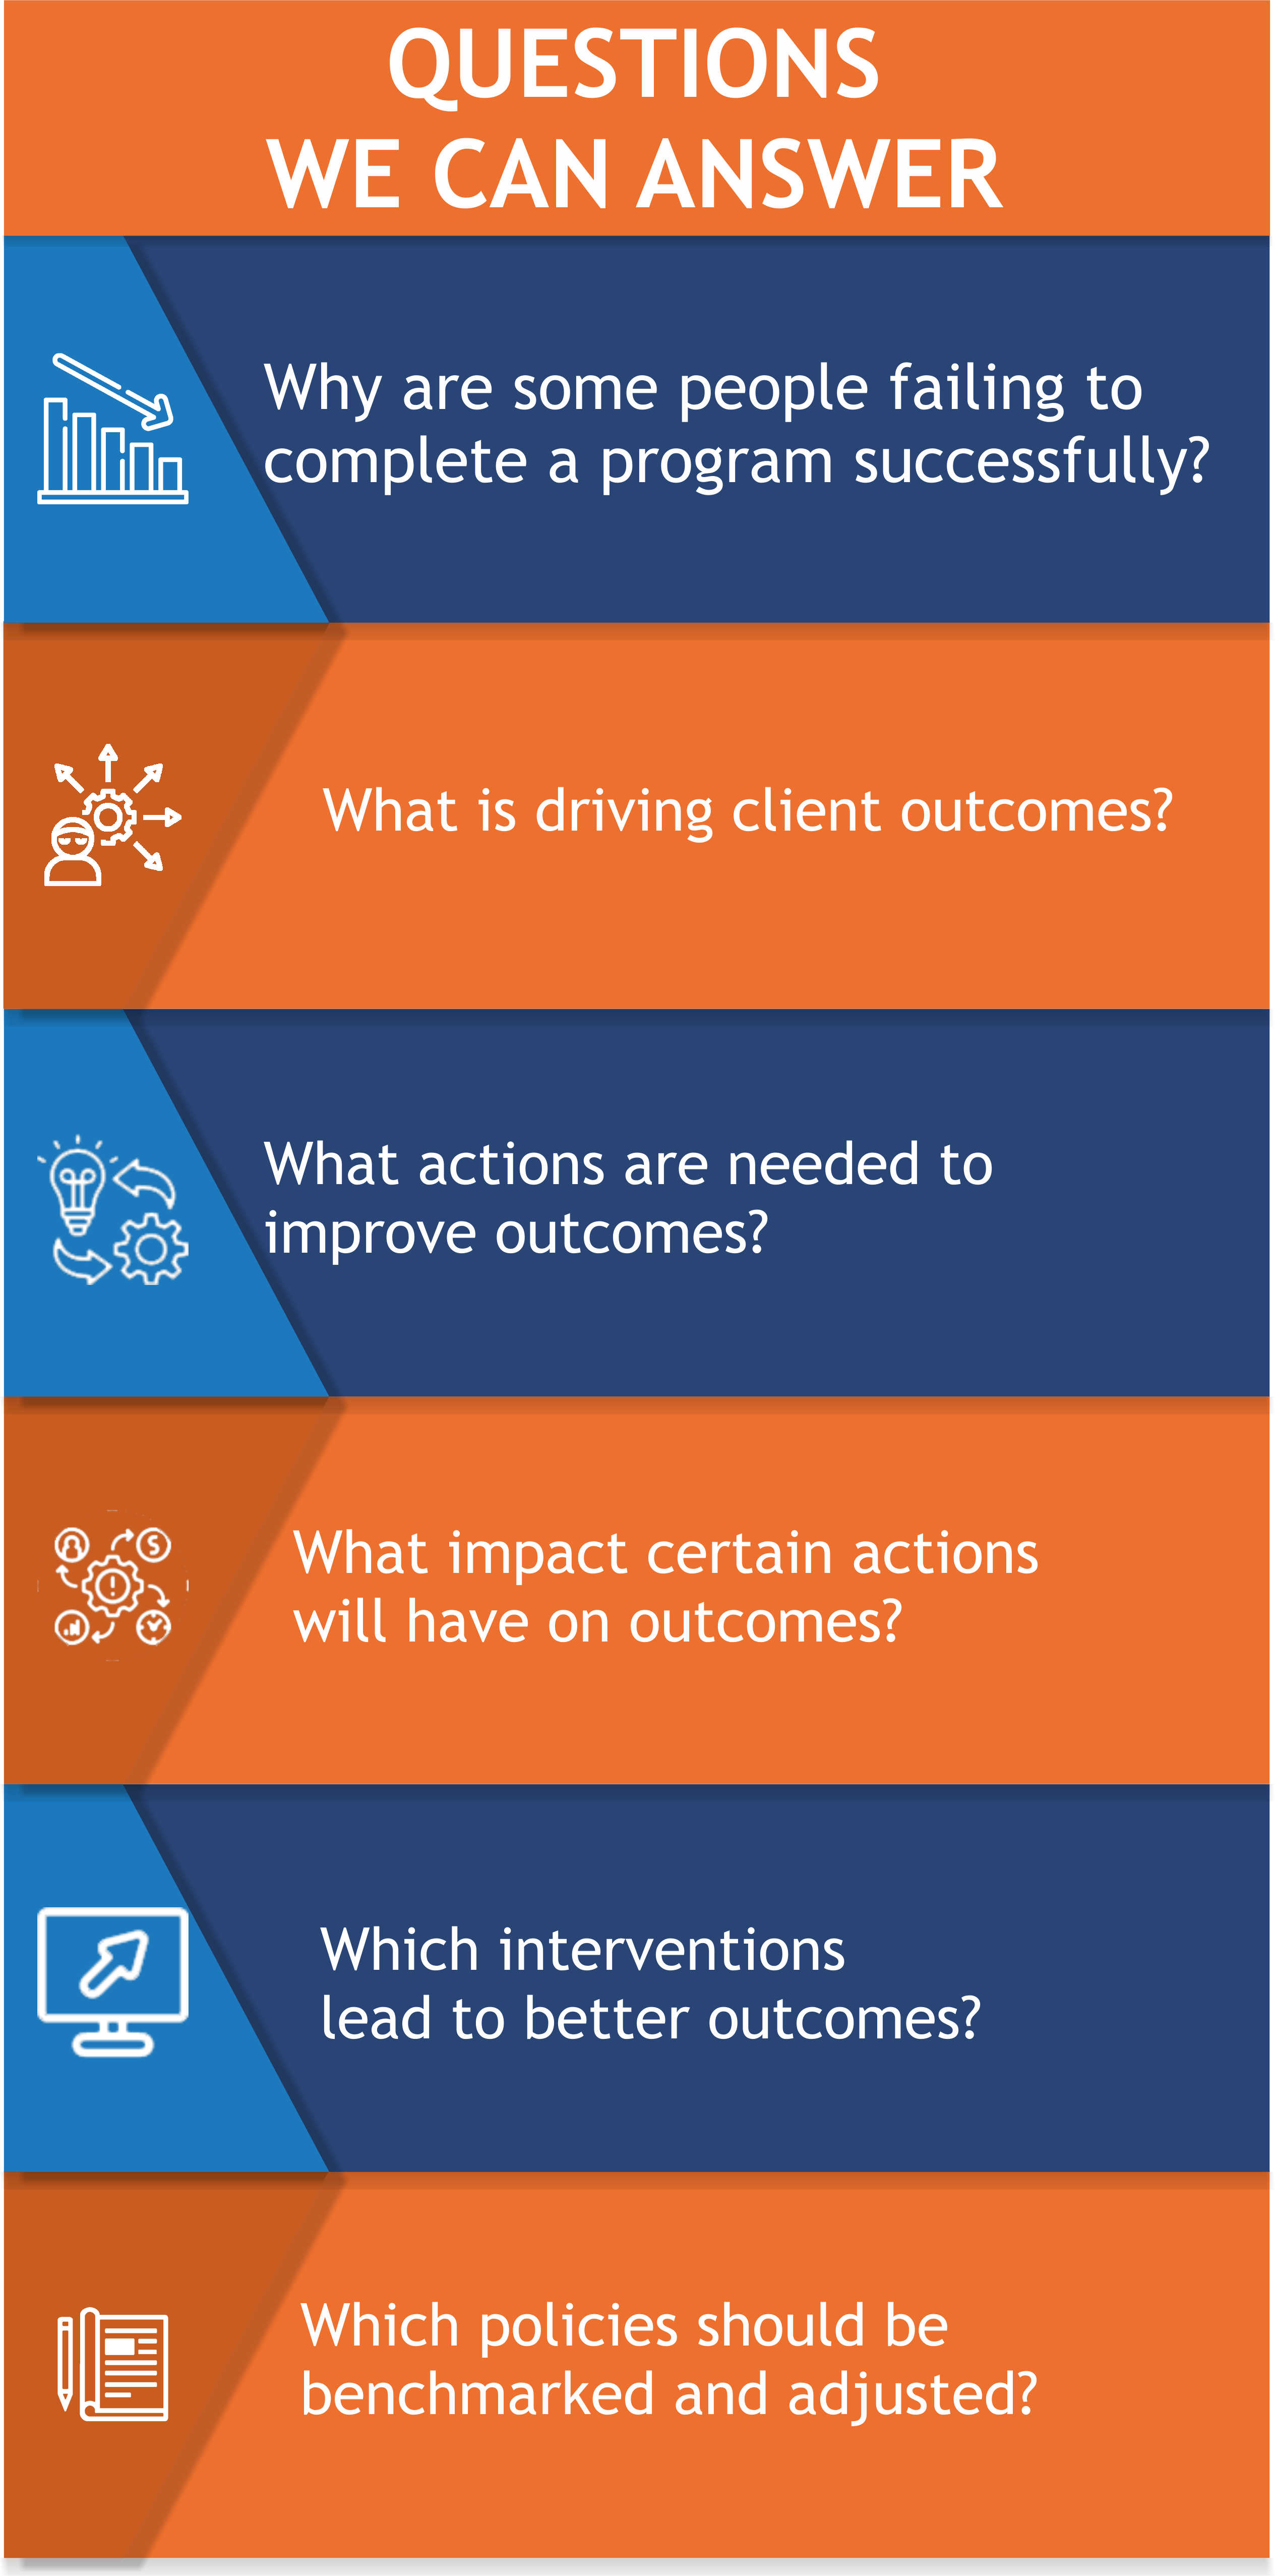 QUESTIONS
WE CAN ANSWER
Why are some people failing to
complete a program successfully?
What is driving client outcomes?
What actions are needed to
improve outcomes?
What impact certain actions
will have on outcomes?
Which interventions
lead to better outcomes?
Which policies should be
benchmarked and adjusted?